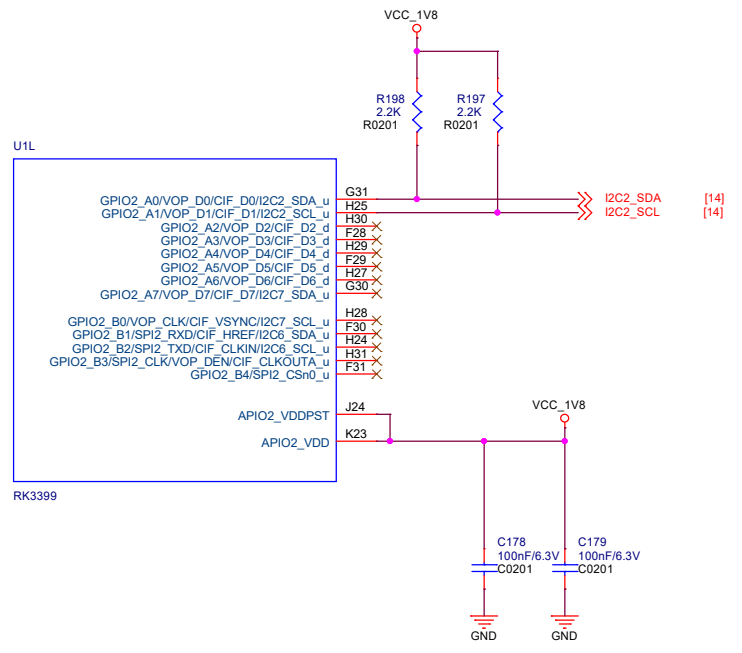 VCC_1V8
R198
2.2K
R0201
R197
2.2K
R0201
U1L
GPIO2_A0/VOP_D0/CIF_D0/I2C2_SDA_u G31 I2C2_SDA [14]
GPIO2_A1/VOP_D1/CIF_D1/I2C2_SCL_u H25 I2C2_SCL [14]
GPIO2_A2/VOP_D2/CIF_D2_d H30
GPIO2_A3/VOP_D3/CIF_D3_d F28
GPIO2_A4/VOP_D4/CIF_D4_d H29
GPIO2_A5/VOP_D5/CIF_D5_d F29
GPIO2_A6/VOP_D6/CIF_D6_d H27
GPIO2_A7/VOP_D7/CIF_D7/I2C7_SDA_u G30
GPIO2_B0/VOP_CLK/CIF_VSYNC/I2C7_SCL_u H28
GPIO2_B1/SPI2_RXD/CIF_HREF/I2C6_SDA_u F30
GPIO2_B2/SPI2_TXD/CIF_CLKIN/I2C6_SCL_u H24
GPIO2_B3/SPI2_CLK/VOP_DEN/CIF_CLKOUTA_u H31
GPIO2_B4/SPI2_CSn0_u F31
APIO2_VDDPST J24
APIO2_VDD K23
VCC_1V8
RK3399
C178
100nF/6.3V
C0201
C179
100nF/6.3V
C0201
GND
GND